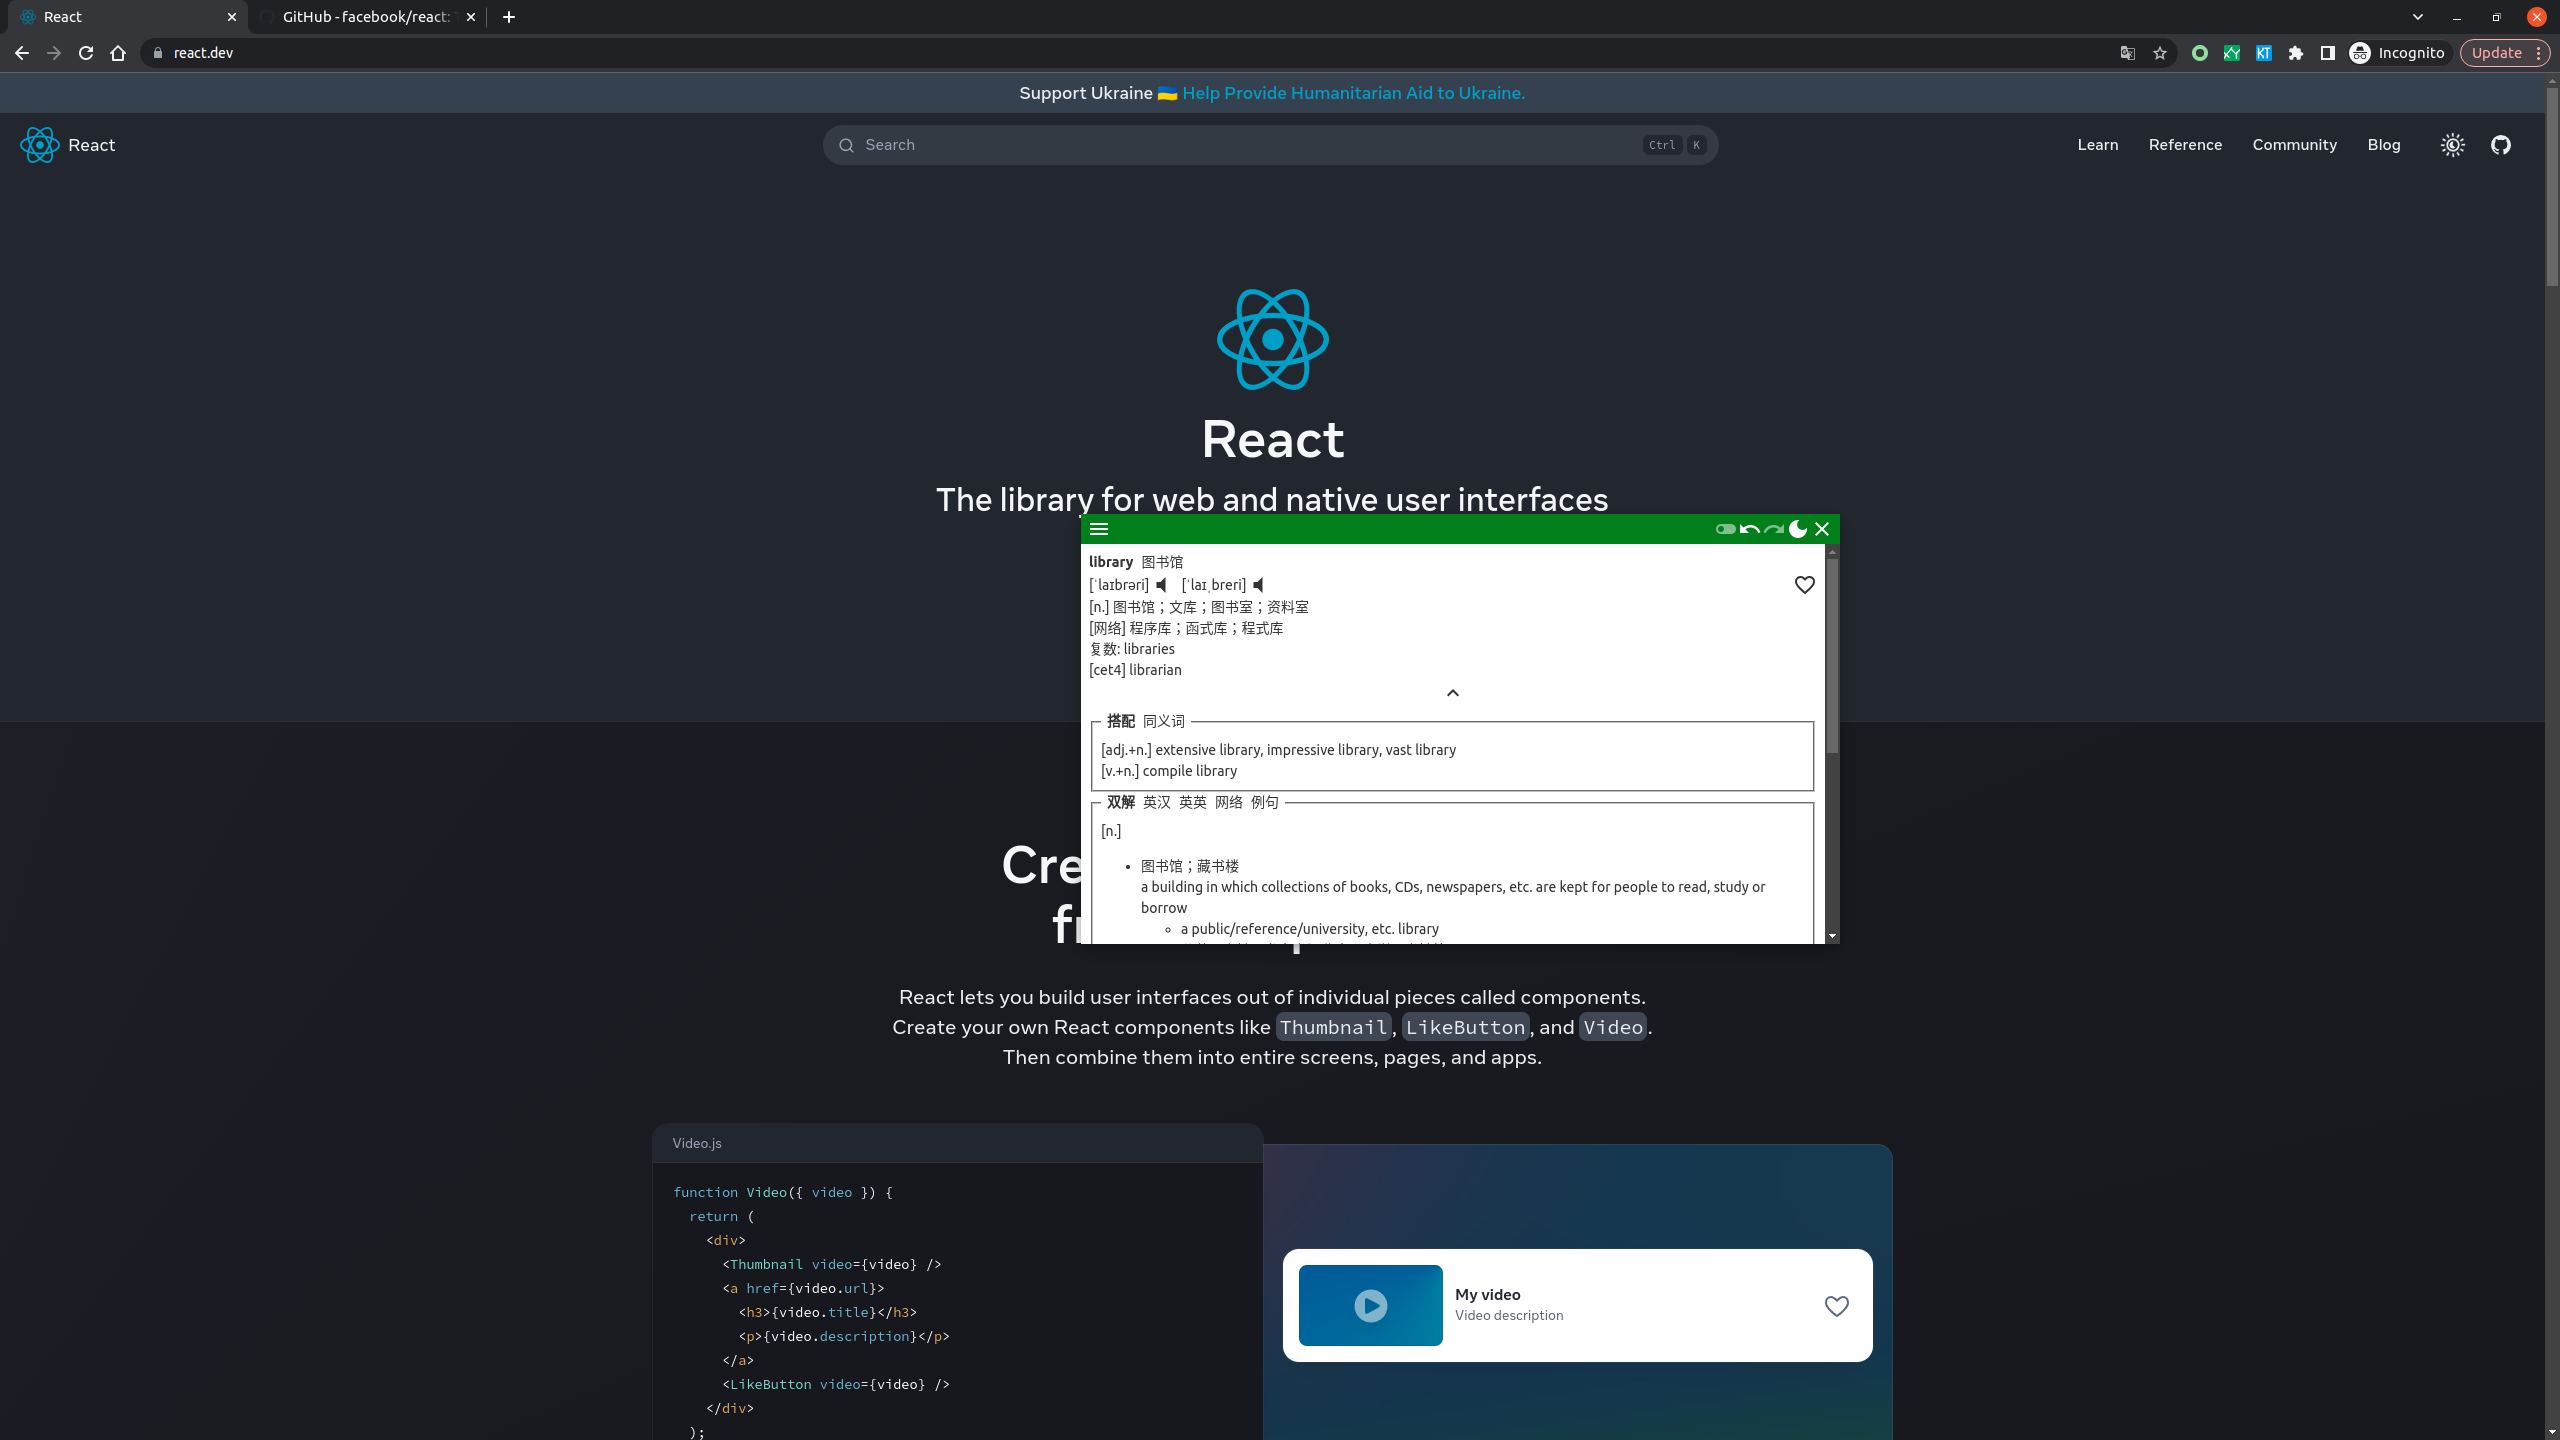 React
GitHub - facebook/react:
react.dev
Incognito
Update
Support Ukraine 🇺🇦 Help Provide Humanitarian Aid to Ukraine.
React
Search
Ctrl K
Learn
Reference
Community
Blog
React
The library for web and native user interfaces
library 图书馆
[ˈlaɪbrəri] [ˈlaɪˌbreri]
[n.] 图书馆；文库；图书室；资料室
[网络] 程序库；函式库；程式库
复数: libraries
[cet4] librarian
搭配 同义词
[adj.+n.] extensive library, impressive library, vast library
[v.+n.] compile library
双解 英汉 英英 网络 例句
[n.]
• 图书馆；藏书楼
a building in which collections of books, CDs, newspapers, etc. are kept for people to read, study or
borrow
◦ a public/reference/university, etc. library
Cre
React lets you build user interfaces out of individual pieces called components.
Create your own React components like Thumbnail, LikeButton, and Video.
Then combine them into entire screens, pages, and apps.
Video.js
function Video({ video }) {
return (
<div>
<Thumbnail video={video} />
<a href={video.url}>
<h3>{video.title}</h3>
<p>{video.description}</p>
</a>
<LikeButton video={video} />
</div>
);
My video
Video description